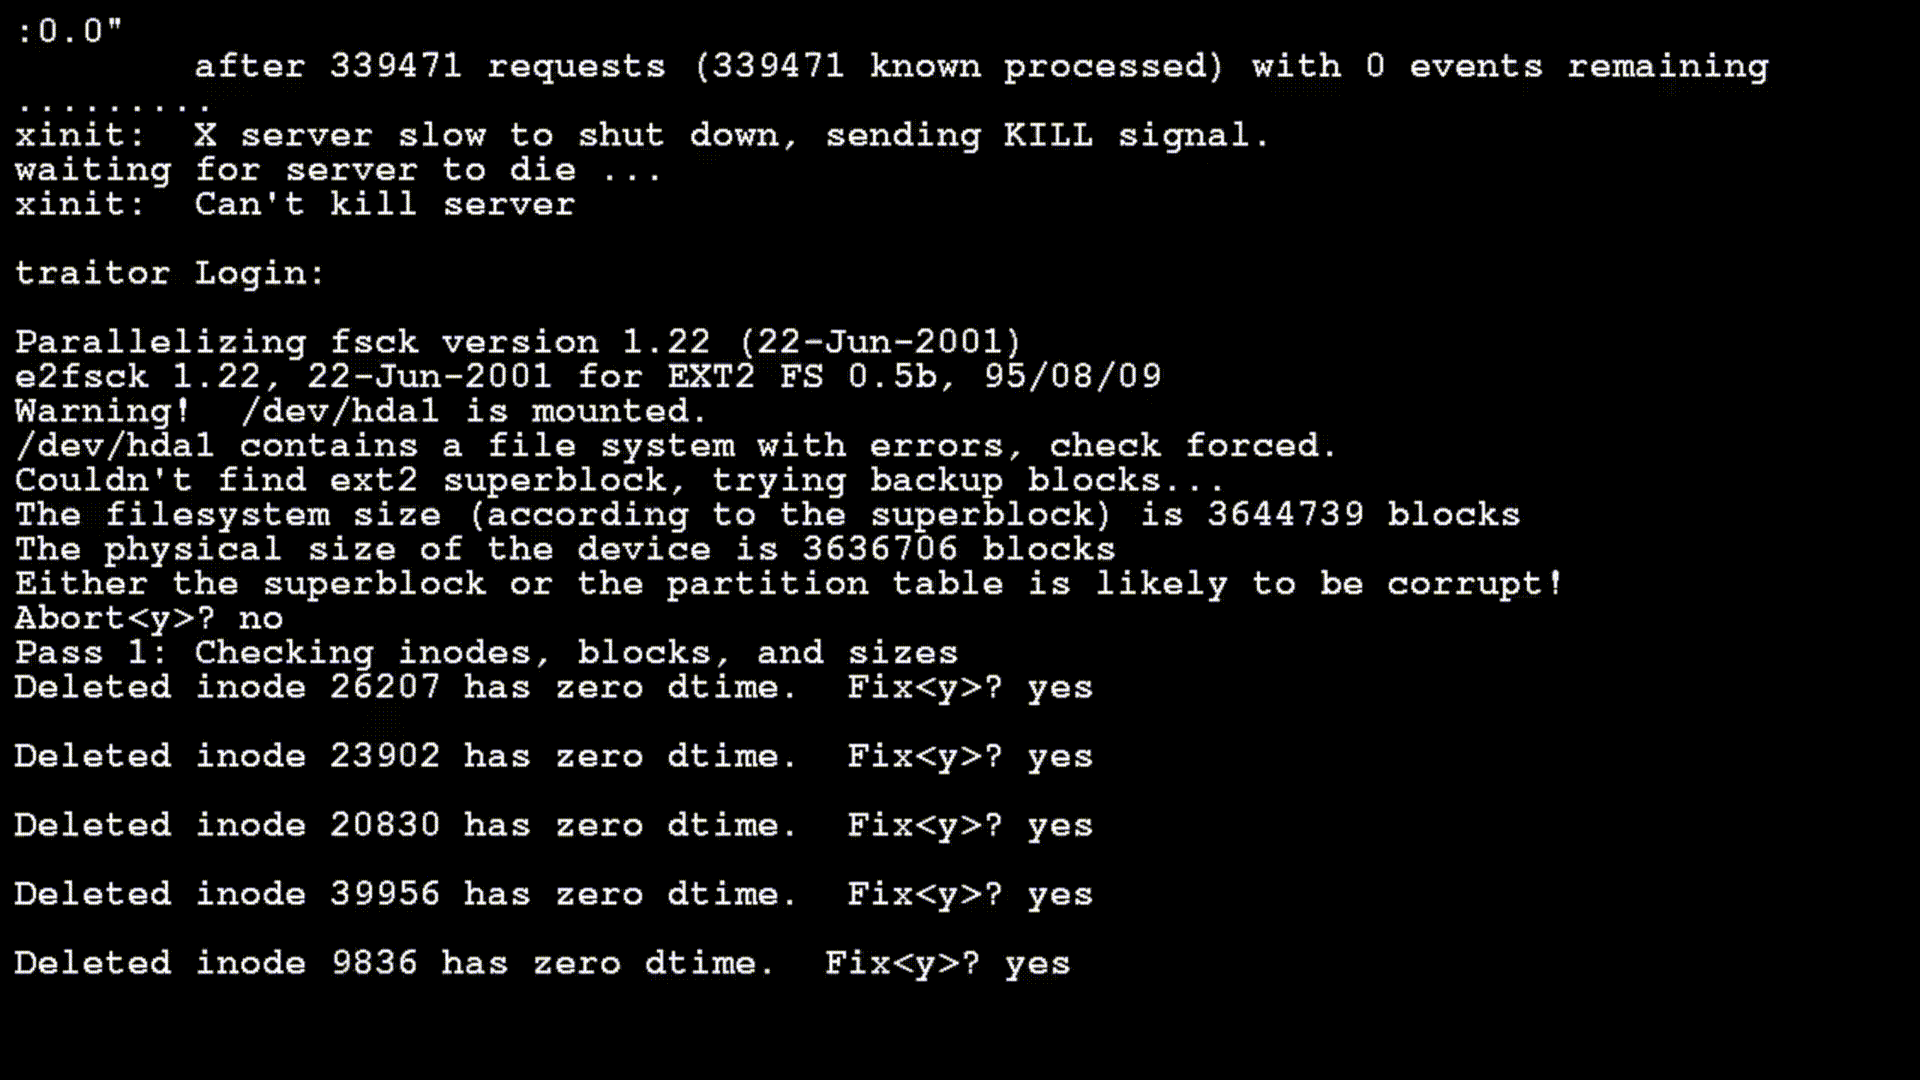 :0.0"
        after 339471 requests (339471 known processed) with 0 events remaining
.........
xinit:  X server slow to shut down, sending KILL signal.
waiting for server to die ...
xinit:  Can't kill server
traitor Login:
Parallelizing fsck version 1.22 (22-Jun-2001)
e2fsck 1.22, 22-Jun-2001 for EXT2 FS 0.5b, 95/08/09
Warning!  /dev/hda1 is mounted.
/dev/hda1 contains a file system with errors, check forced.
Couldn't find ext2 superblock, trying backup blocks...
The filesystem size (according to the superblock) is 3644739 blocks
The physical size of the device is 3636706 blocks
Either the superblock or the partition table is likely to be corrupt!
Abort<y>? no
Pass 1: Checking inodes, blocks, and sizes
Deleted inode 26207 has zero dtime.  Fix<y>? yes
Deleted inode 23902 has zero dtime.  Fix<y>? yes
Deleted inode 20830 has zero dtime.  Fix<y>? yes
Deleted inode 39956 has zero dtime.  Fix<y>? yes
Deleted inode 9836 has zero dtime.  Fix<y>? yes